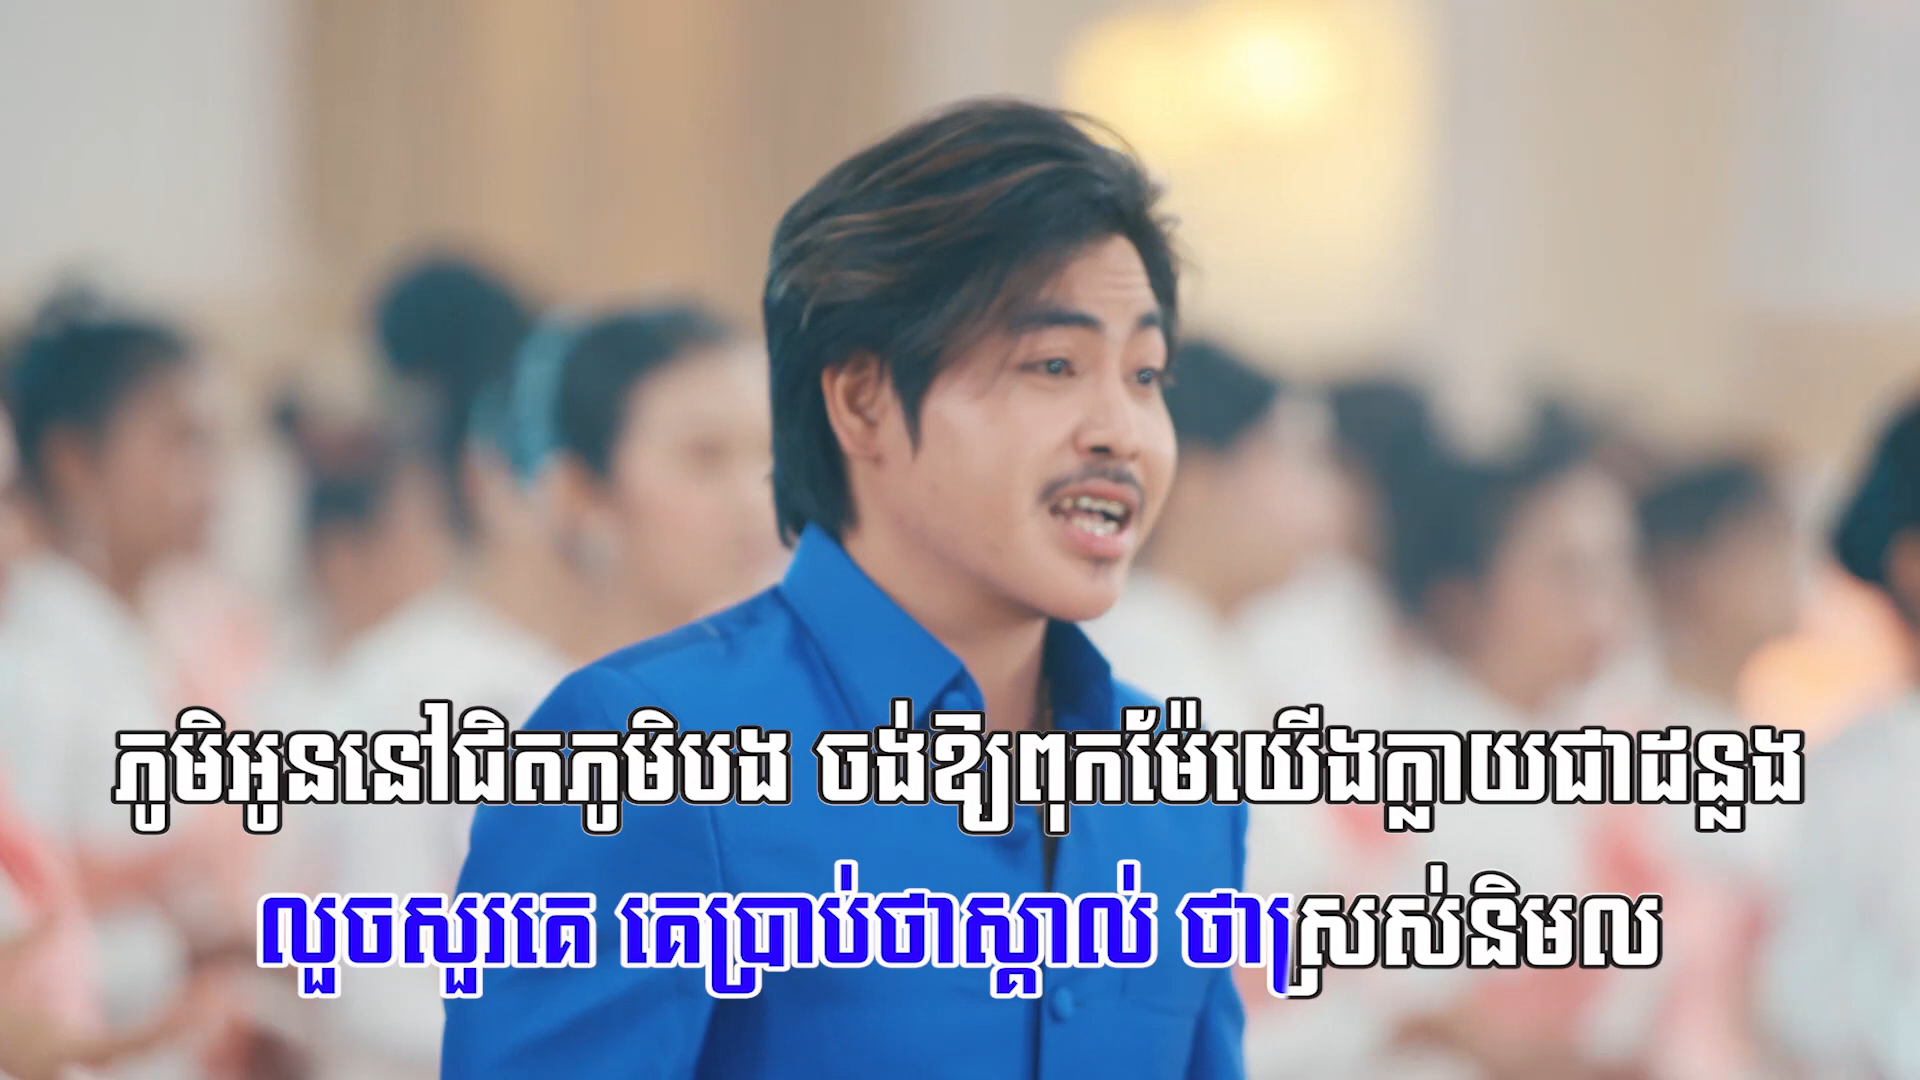 ភូមិអូននៅជិតភូមិបង ចង់ឱ្យពុកម៉ែយើងក្លាយជាដន្លង
លួចសួរគេ គេប្រាប់ថាស្គាល់ ថាស្រស់និមល